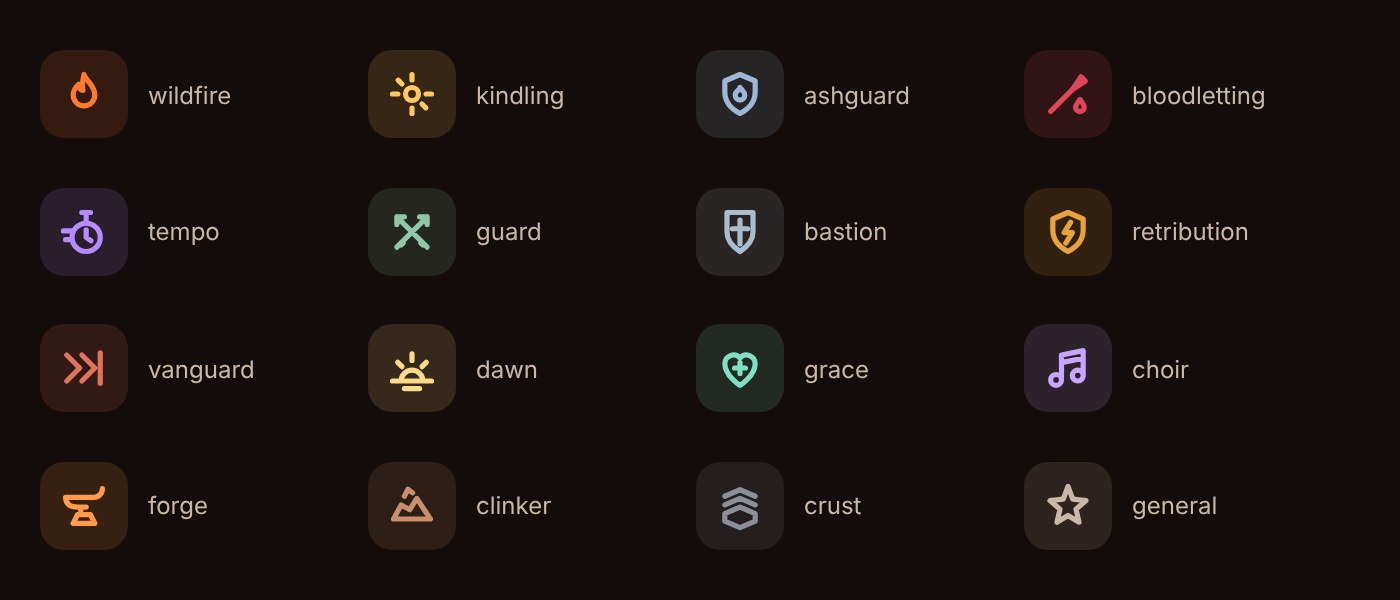 wildfire
kindling
ashguard
bloodletting
tempo
guard
bastion
retribution
vanguard
dawn
grace
choir
forge
clinker
crust
general